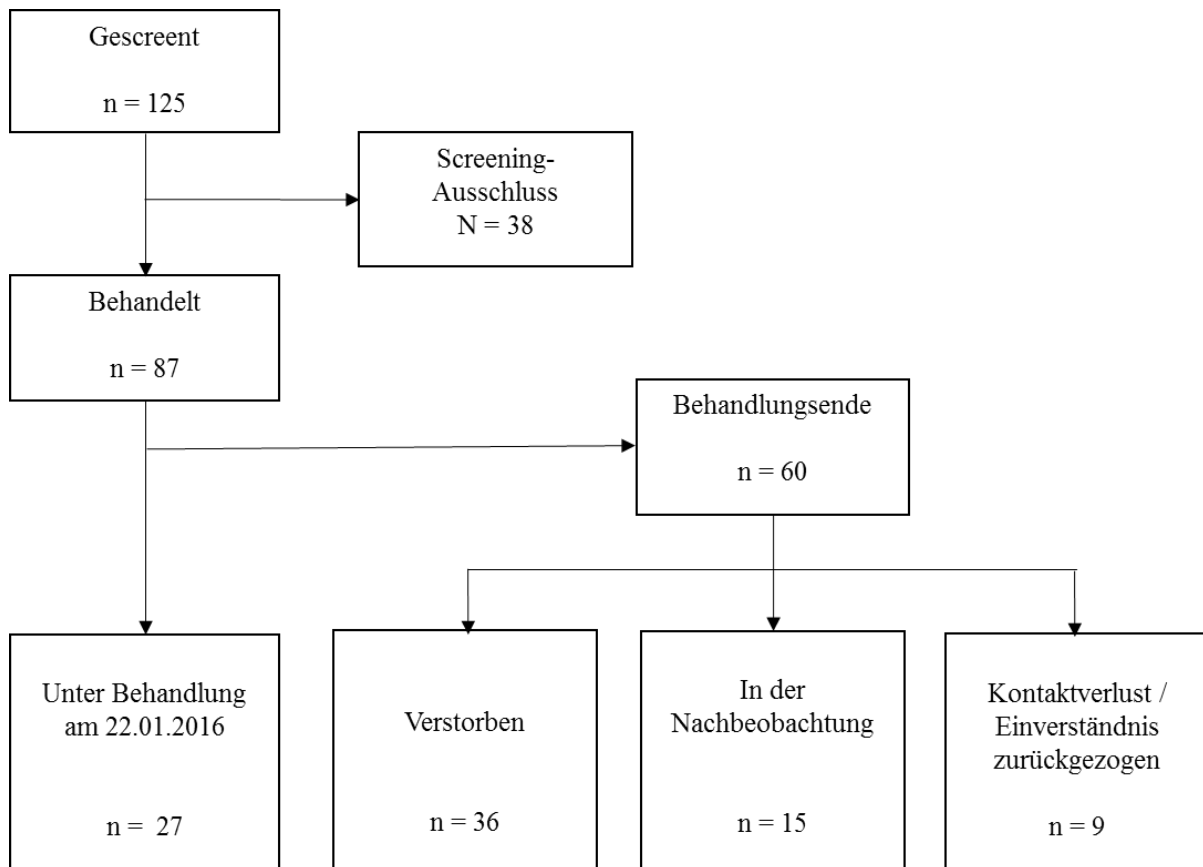 Gescreent
n = 125
Screening-
Ausschluss
N = 38
Behandelt
n = 87
Behandlungsende
n = 60
Unter Behandlung
am 22.01.2016
n = 27
Verstorben
n = 36
In der
Nachbeobachtung
n = 15
Kontaktverlust /
Einverständnis
zurückgezogen
n = 9